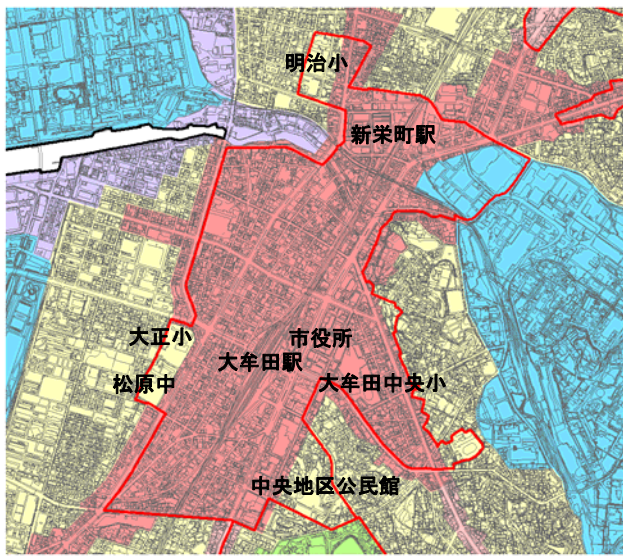 明治小
新栄町駅
大正小
市役所
大牟田駅
松原中
大牟田中央小
中央地区公民館